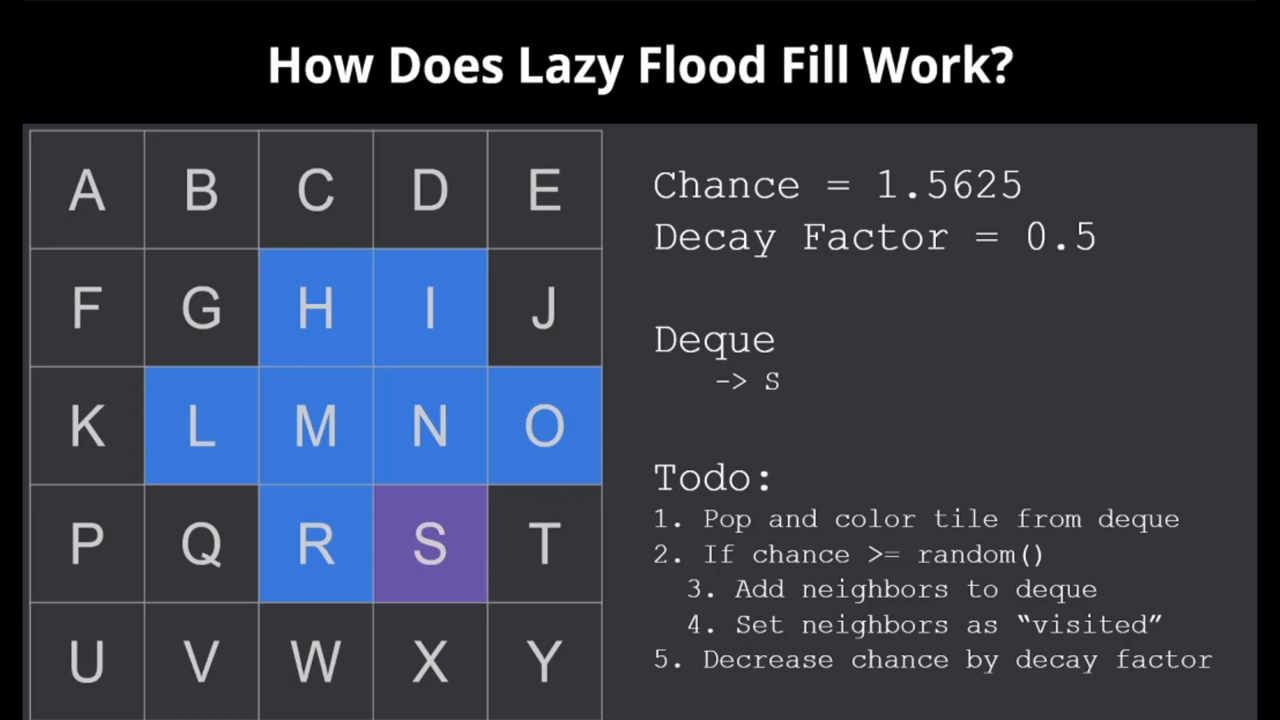 How Does Lazy Flood Fill Work?
A B C D E
F G H I J
K L M N O
P Q R S T
U V W X Y
Chance = 1.5625
Decay Factor = 0.5
Deque
-> S
Todo:
1. Pop and color tile from deque
2. If chance >= random()
3. Add neighbors to deque
4. Set neighbors as “visited”
5. Decrease chance by decay factor